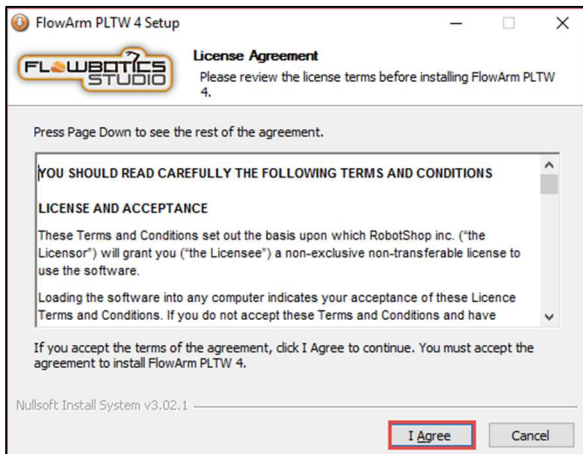 FlowArm PLTW 4 Setup
FLOWBOTICS
STUDIO
License Agreement
Please review the license terms before installing FlowArm PLTW
4.
Press Page Down to see the rest of the agreement.
YOU SHOULD READ CAREFULLY THE FOLLOWING TERMS AND CONDITIONS
LICENSE AND ACCEPTANCE
These Terms and Conditions set out the basis upon which RobotShop inc. (“the
Licensor”) will grant you (“the Licensee”) a non-exclusive non-transferable license to
use the software.
Loading the software into any computer indicates your acceptance of these Licence
Terms and Conditions. If you do not accept these Terms and Conditions and have
If you accept the terms of the agreement, click I Agree to continue. You must accept the
agreement to install FlowArm PLTW 4.
Nullsoft Install System v3.02.1
I Agree
Cancel